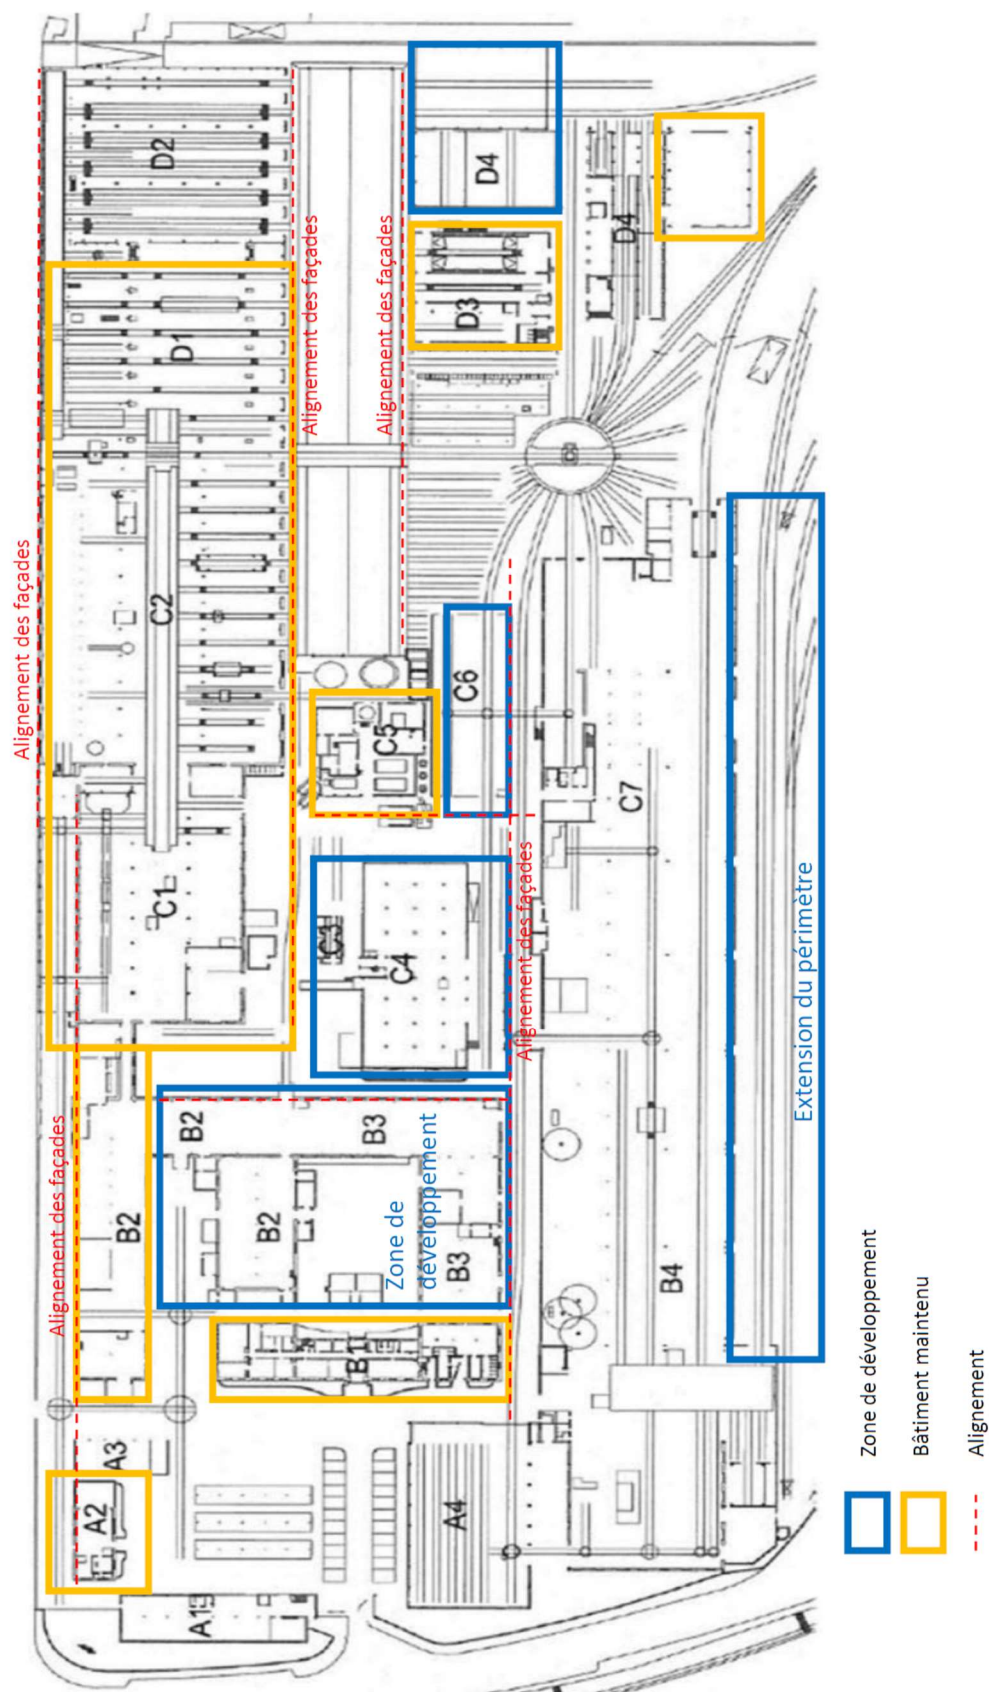 Alignement des façades
Alignement des façades
Alignement des façades
Alignement des façades
Alignement des façades
D2
D1
C2
C1
B2
A3
A2
A1
D4
D3
D4
C5
C6
C3
C4
C7
B2
B3
B2
B3
Zone de
développement
B1
B4
A4
Extension du périmètre
Zone de développement
Bâtiment maintenu
Alignement